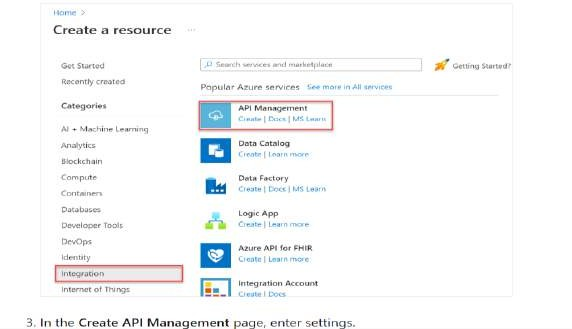 Home >
Create a resource ...
Get Started
Recently created
Categories
AI + Machine Learning
Analytics
Blockchain
Compute
Containers
Databases
Developer Tools
DevOps
Identity
Integration
Internet of Things
Search services and marketplace
Getting Started?
Popular Azure services See more in All services
API Management
Create | Docs | MS Learn
Data Catalog
Create | Learn more
Data Factory
Create | Docs | MS Learn
Logic App
Create | Learn more
Azure API for FHIR
Create | Learn more
Integration Account
Create | Docs
3. In the Create API Management page, enter settings.